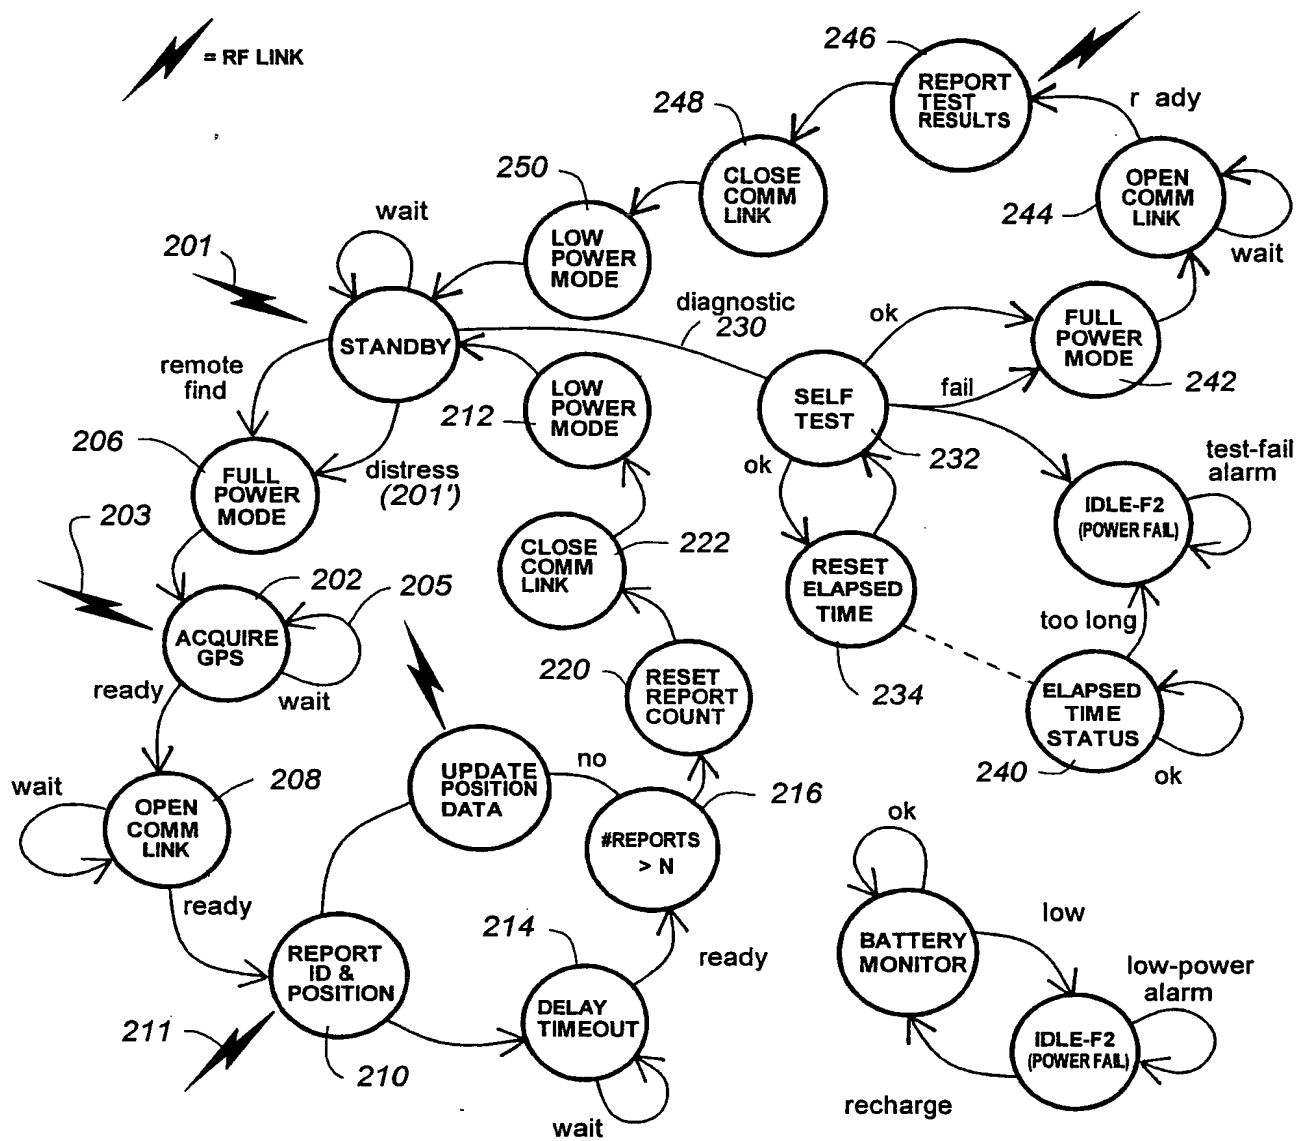 = RF LINK
246
REPORT
TEST
RESULTS
r ady
248
CLOSE
COMM
LINK
OPEN
COMM
LINK
244
wait
250
LOW
POWER
MODE
wait
201
STANDBY
diagnostic
230
ok
FULL
POWER
MODE
242
remote
find
LOW
POWER
MODE
212
SELF
TEST
fail
232
206
FULL
POWER
MODE
distress
(201')
ok
test-fail
alarm
IDLE-F2
(POWER FAIL)
203
CLOSE
COMM
LINK
222
RESET
ELAPSED
TIME
234
202
205
ACQUIRE
GPS
ready
wait
too long
220
RESET
REPORT
COUNT
ELAPSED
TIME
STATUS
240
ok
wait
208
OPEN
COMM
LINK
UPDATE
POSITION
DATA
no
216
#REPORTS
> N
ok
ready
REPORT
ID &
POSITION
211
210
214
DELAY
TIMEOUT
ready
wait
BATTERY
MONITOR
low
low-power
alarm
IDLE-F2
(POWER FAIL)
recharge